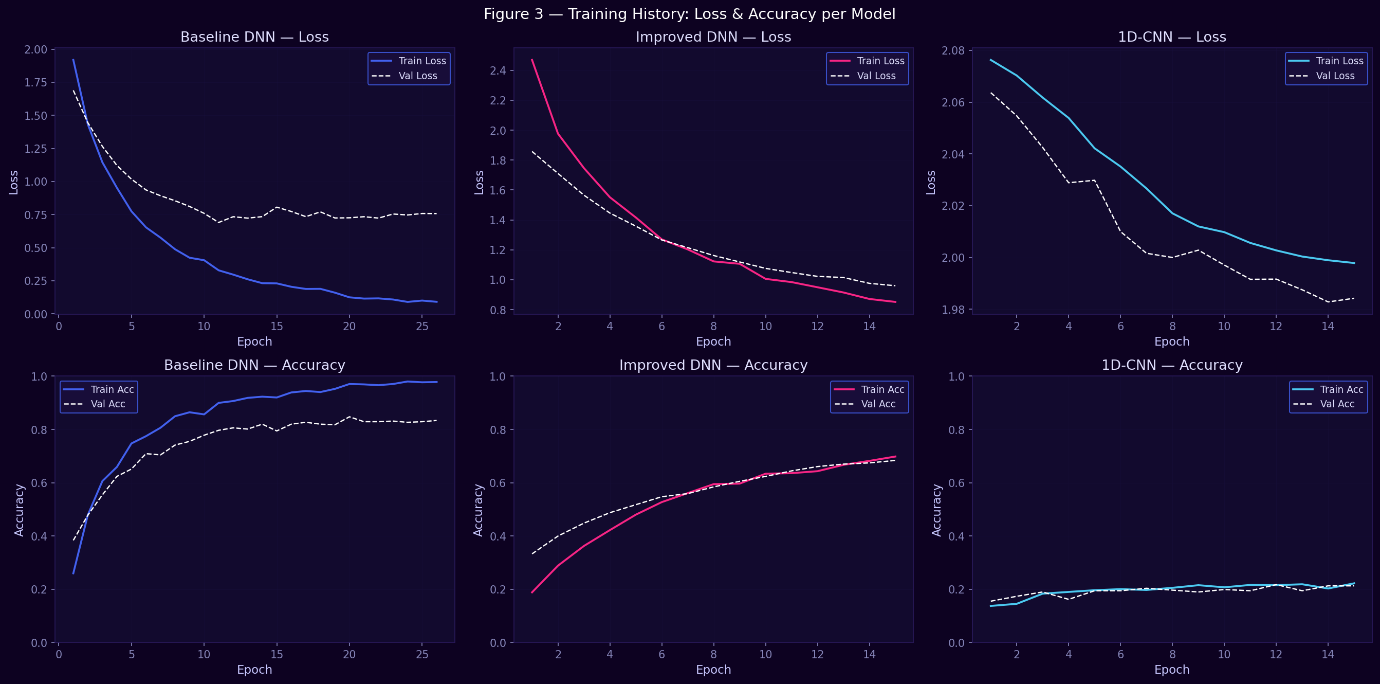 Figure 3 — Training History: Loss & Accuracy per Model
Baseline DNN — Loss
Loss
2.00
1.75
1.50
1.25
1.00
0.75
0.50
0.25
0.00
Train Loss
Val Loss
0 5 10 15 20 25
Epoch
Improved DNN — Loss
Loss
2.4
2.2
2.0
1.8
1.6
1.4
1.2
1.0
0.8
Train Loss
Val Loss
2 4 6 8 10 12 14
Epoch
1D-CNN — Loss
Loss
2.08
2.06
2.04
2.02
2.00
1.98
Train Loss
Val Loss
2 4 6 8 10 12 14
Epoch
Baseline DNN — Accuracy
Accuracy
1.0
0.8
0.6
0.4
0.2
0.0
Train Acc
Val Acc
0 5 10 15 20 25
Epoch
Improved DNN — Accuracy
Accuracy
1.0
0.8
0.6
0.4
0.2
0.0
Train Acc
Val Acc
2 4 6 8 10 12 14
Epoch
1D-CNN — Accuracy
Accuracy
1.0
0.8
0.6
0.4
0.2
0.0
Train Acc
Val Acc
2 4 6 8 10 12 14
Epoch